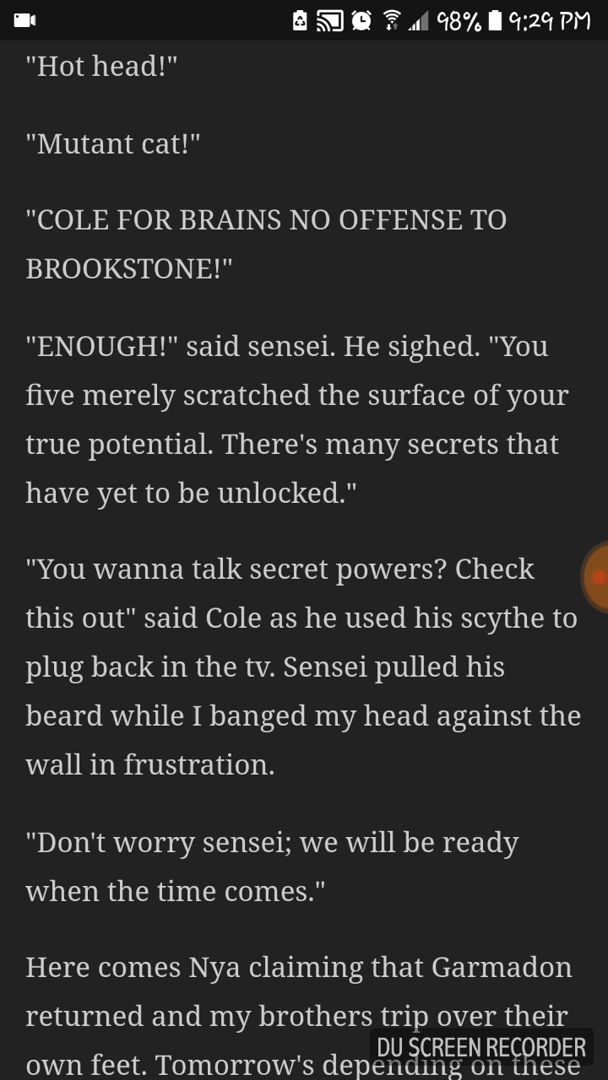 98% 9:29 PM
"Hot head!"
"Mutant cat!"
"COLE FOR BRAINS NO OFFENSE TO
BROOKSTONE!"
"ENOUGH!" said sensei. He sighed. "You
five merely scratched the surface of your
true potential. There's many secrets that
have yet to be unlocked."
"You wanna talk secret powers? Check
this out" said Cole as he used his scythe to
plug back in the tv. Sensei pulled his
beard while I banged my head against the
wall in frustration.
"Don't worry sensei; we will be ready
when the time comes."
Here comes Nya claiming that Garmadon
returned and my brothers trip over their
own feet. Tomorrow's depending on these
DU SCREEN RECORDER